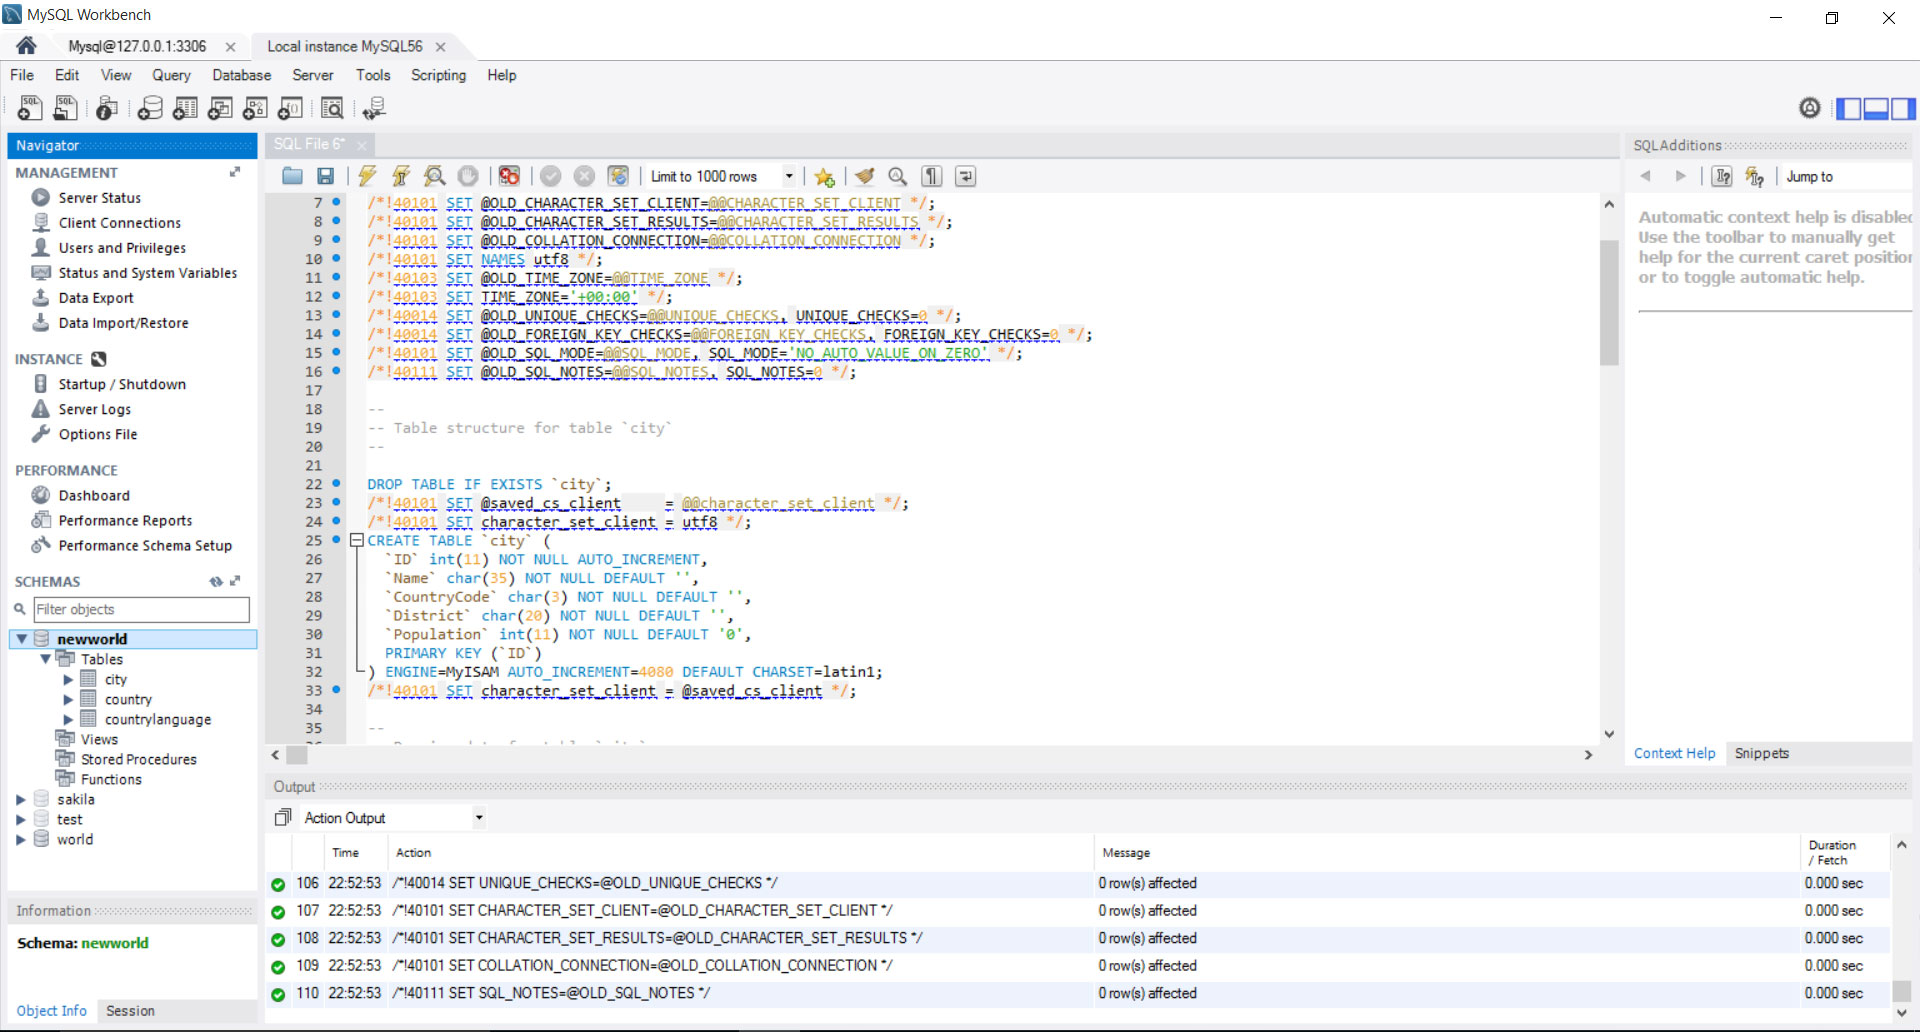 MySQL Workbench
Mysql@127.0.0.1:3306
Local instance MySQL56
File Edit View Query Database Server Tools Scripting Help
Navigator
MANAGEMENT
Server Status
Client Connections
Users and Privileges
Status and System Variables
Data Export
Data Import/Restore
INSTANCE
Startup / Shutdown
Server Logs
Options File
PERFORMANCE
Dashboard
Performance Reports
Performance Schema Setup
SCHEMAS
Filter objects
newworld
Tables
city
country
countrylanguage
Views
Stored Procedures
Functions
sakila
test
world
Information
Schema: newworld
Object Info Session
SQL File 6*
Limit to 1000 rows
7 /*!40101 SET @OLD_CHARACTER_SET_CLIENT=@@CHARACTER_SET_CLIENT */;
8 /*!40101 SET @OLD_CHARACTER_SET_RESULTS=@@CHARACTER_SET_RESULTS */;
9 /*!40101 SET @OLD_COLLATION_CONNECTION=@@COLLATION_CONNECTION */;
10 /*!40101 SET NAMES utf8 */;
11 /*!40103 SET @OLD_TIME_ZONE=@@TIME_ZONE */;
12 /*!40103 SET TIME_ZONE='+00:00' */;
13 /*!40014 SET @OLD_UNIQUE_CHECKS=@@UNIQUE_CHECKS, UNIQUE_CHECKS=0 */;
14 /*!40014 SET @OLD_FOREIGN_KEY_CHECKS=@@FOREIGN_KEY_CHECKS, FOREIGN_KEY_CHECKS=0 */;
15 /*!40101 SET @OLD_SQL_MODE=@@SQL_MODE, SQL_MODE='NO_AUTO_VALUE_ON_ZERO' */;
16 /*!40111 SET @OLD_SQL_NOTES=@@SQL_NOTES, SQL_NOTES=0 */;
17
18 --
19 -- Table structure for table `city`
20 --
21
22 DROP TABLE IF EXISTS `city`;
23 /*!40101 SET @saved_cs_client     = @@character_set_client */;
24 /*!40101 SET character_set_client = utf8 */;
25 CREATE TABLE `city` (
26 `ID` int(11) NOT NULL AUTO_INCREMENT,
27 `Name` char(35) NOT NULL DEFAULT '',
28 `CountryCode` char(3) NOT NULL DEFAULT '',
29 `District` char(20) NOT NULL DEFAULT '',
30 `Population` int(11) NOT NULL DEFAULT '0',
31 PRIMARY KEY (`ID`)
32 ) ENGINE=MyISAM AUTO_INCREMENT=4080 DEFAULT CHARSET=latin1;
33 /*!40101 SET character_set_client = @saved_cs_client */;
34
35 --
SQLAdditions
Jump to
Automatic context help is disabled
Use the toolbar to manually get
help for the current caret position
or to toggle automatic help.
Context Help Snippets
Output
Action Output
Time Action Message Duration / Fetch
106 22:52:53 /*!40014 SET UNIQUE_CHECKS=@OLD_UNIQUE_CHECKS */ 0 row(s) affected 0.000 sec
107 22:52:53 /*!40101 SET CHARACTER_SET_CLIENT=@OLD_CHARACTER_SET_CLIENT */ 0 row(s) affected 0.000 sec
108 22:52:53 /*!40101 SET CHARACTER_SET_RESULTS=@OLD_CHARACTER_SET_RESULTS */ 0 row(s) affected 0.000 sec
109 22:52:53 /*!40101 SET COLLATION_CONNECTION=@OLD_COLLATION_CONNECTION */ 0 row(s) affected 0.000 sec
110 22:52:53 /*!40111 SET SQL_NOTES=@OLD_SQL_NOTES */ 0 row(s) affected 0.000 sec